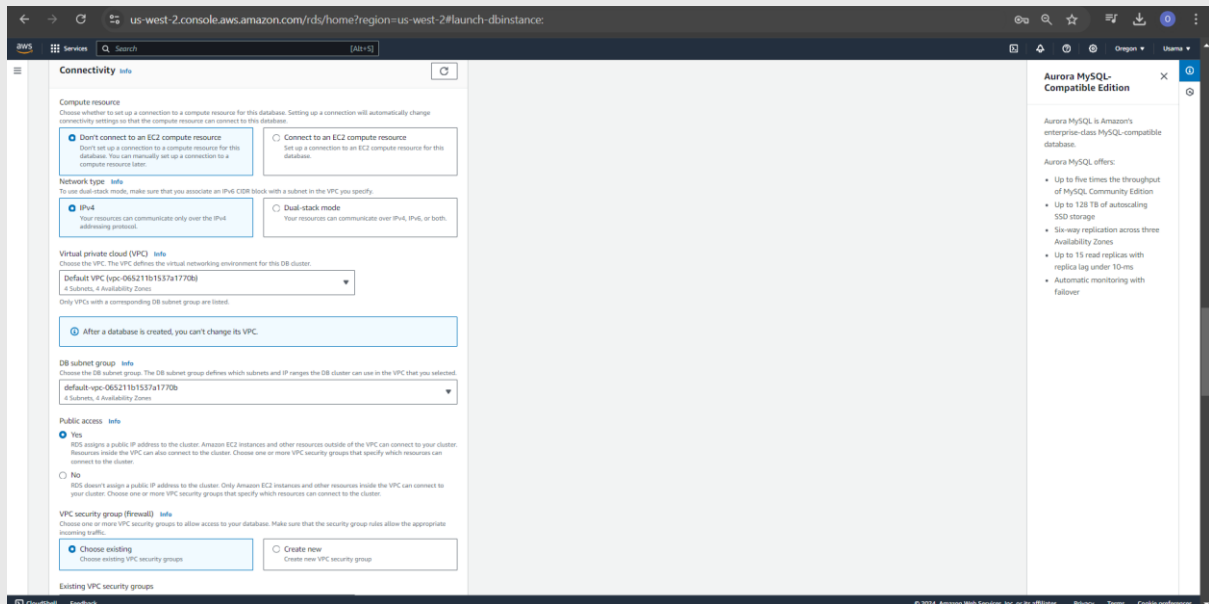 us-west-2.console.aws.amazon.com/rds/home?region=us-west-2#launch-dbinstance:
O
aws Services Search [Alt+S] Oregon ▼ Usama ▼
Connectivity Info
Compute resource
Choose whether to set up a connection to a compute resource for this database. Setting up a connection will automatically change
connectivity settings so that the compute resource can connect to this database.
Don't connect to an EC2 compute resource
Don't set up a connection to a compute resource for this
database. You can manually set up a connection to a
compute resource later.
Connect to an EC2 compute resource
Set up a connection to an EC2 compute resource for this
database.
Network type Info
To use dual-stack mode, make sure that you associate an IPv6 CIDR block with a subnet in the VPC you specify.
IPv4
Your resources can communicate only over the IPv4
addressing protocol.
Dual-stack mode
Your resources can communicate over IPv4, IPv6, or both.
Virtual private cloud (VPC) Info
Choose the VPC. The VPC defines the virtual networking environment for this DB cluster.
Default VPC (vpc-065211b1537a1770b)
4 Subnets, 4 Availability Zones
Only VPCs with a corresponding DB subnet group are listed.
After a database is created, you can't change its VPC.
DB subnet group Info
Choose the DB subnet group. The DB subnet group defines which subnets and IP ranges the DB cluster can use in the VPC that you selected.
default-vpc-065211b1537a1770b
4 Subnets, 4 Availability Zones
Public access Info
Yes
RDS assigns a public IP address to the cluster. Amazon EC2 instances and other resources outside of the VPC can connect to your cluster.
Resources inside the VPC can also connect to the cluster. Choose one or more VPC security groups that specify which resources can
connect to the cluster.
No
RDS doesn't assign a public IP address to the cluster. Only Amazon EC2 instances and other resources inside the VPC can connect to
your cluster. Choose one or more VPC security groups that specify which resources can connect to the cluster.
VPC security group (firewall) Info
Choose one or more VPC security groups to allow access to your database. Make sure that the security group rules allow the appropriate
incoming traffic.
Choose existing
Choose existing VPC security groups
Create new
Create new VPC security group
Existing VPC security groups
Aurora MySQL-
Compatible Edition
Aurora MySQL is Amazon's
enterprise-class MySQL-compatible
database.
Aurora MySQL offers:
• Up to five times the throughput
of MySQL Community Edition
• Up to 128 TB of autoscaling
SSD storage
• Six-way replication across three
Availability Zones
• Up to 15 read replicas with
replica lag under 10-ms
• Automatic monitoring with
failover
CloudShell Feedback © 2024, Amazon Web Services, Inc. or its affiliates. Privacy Terms Cookie preferences